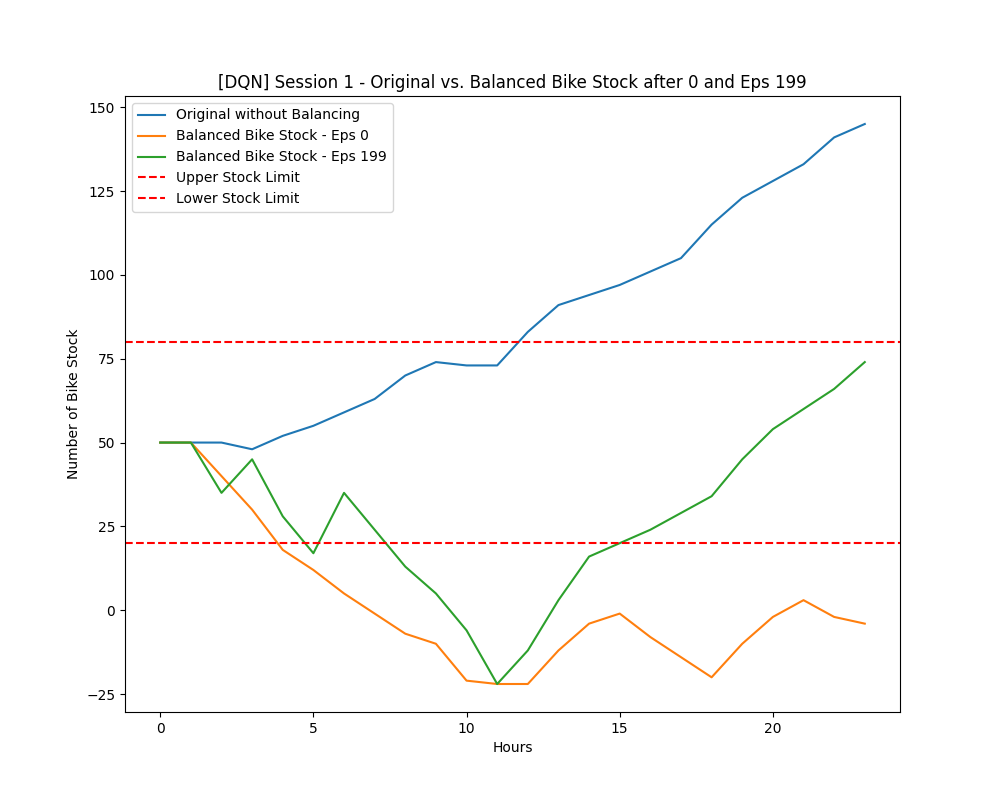 [DQN] Session 1 - Original vs. Balanced Bike Stock after 0 and Eps 199
Original without Balancing
Balanced Bike Stock - Eps 0
Balanced Bike Stock - Eps 199
Upper Stock Limit
Lower Stock Limit
Number of Bike Stock
150
125
100
75
50
25
0
−25
0 5 10 15 20
Hours